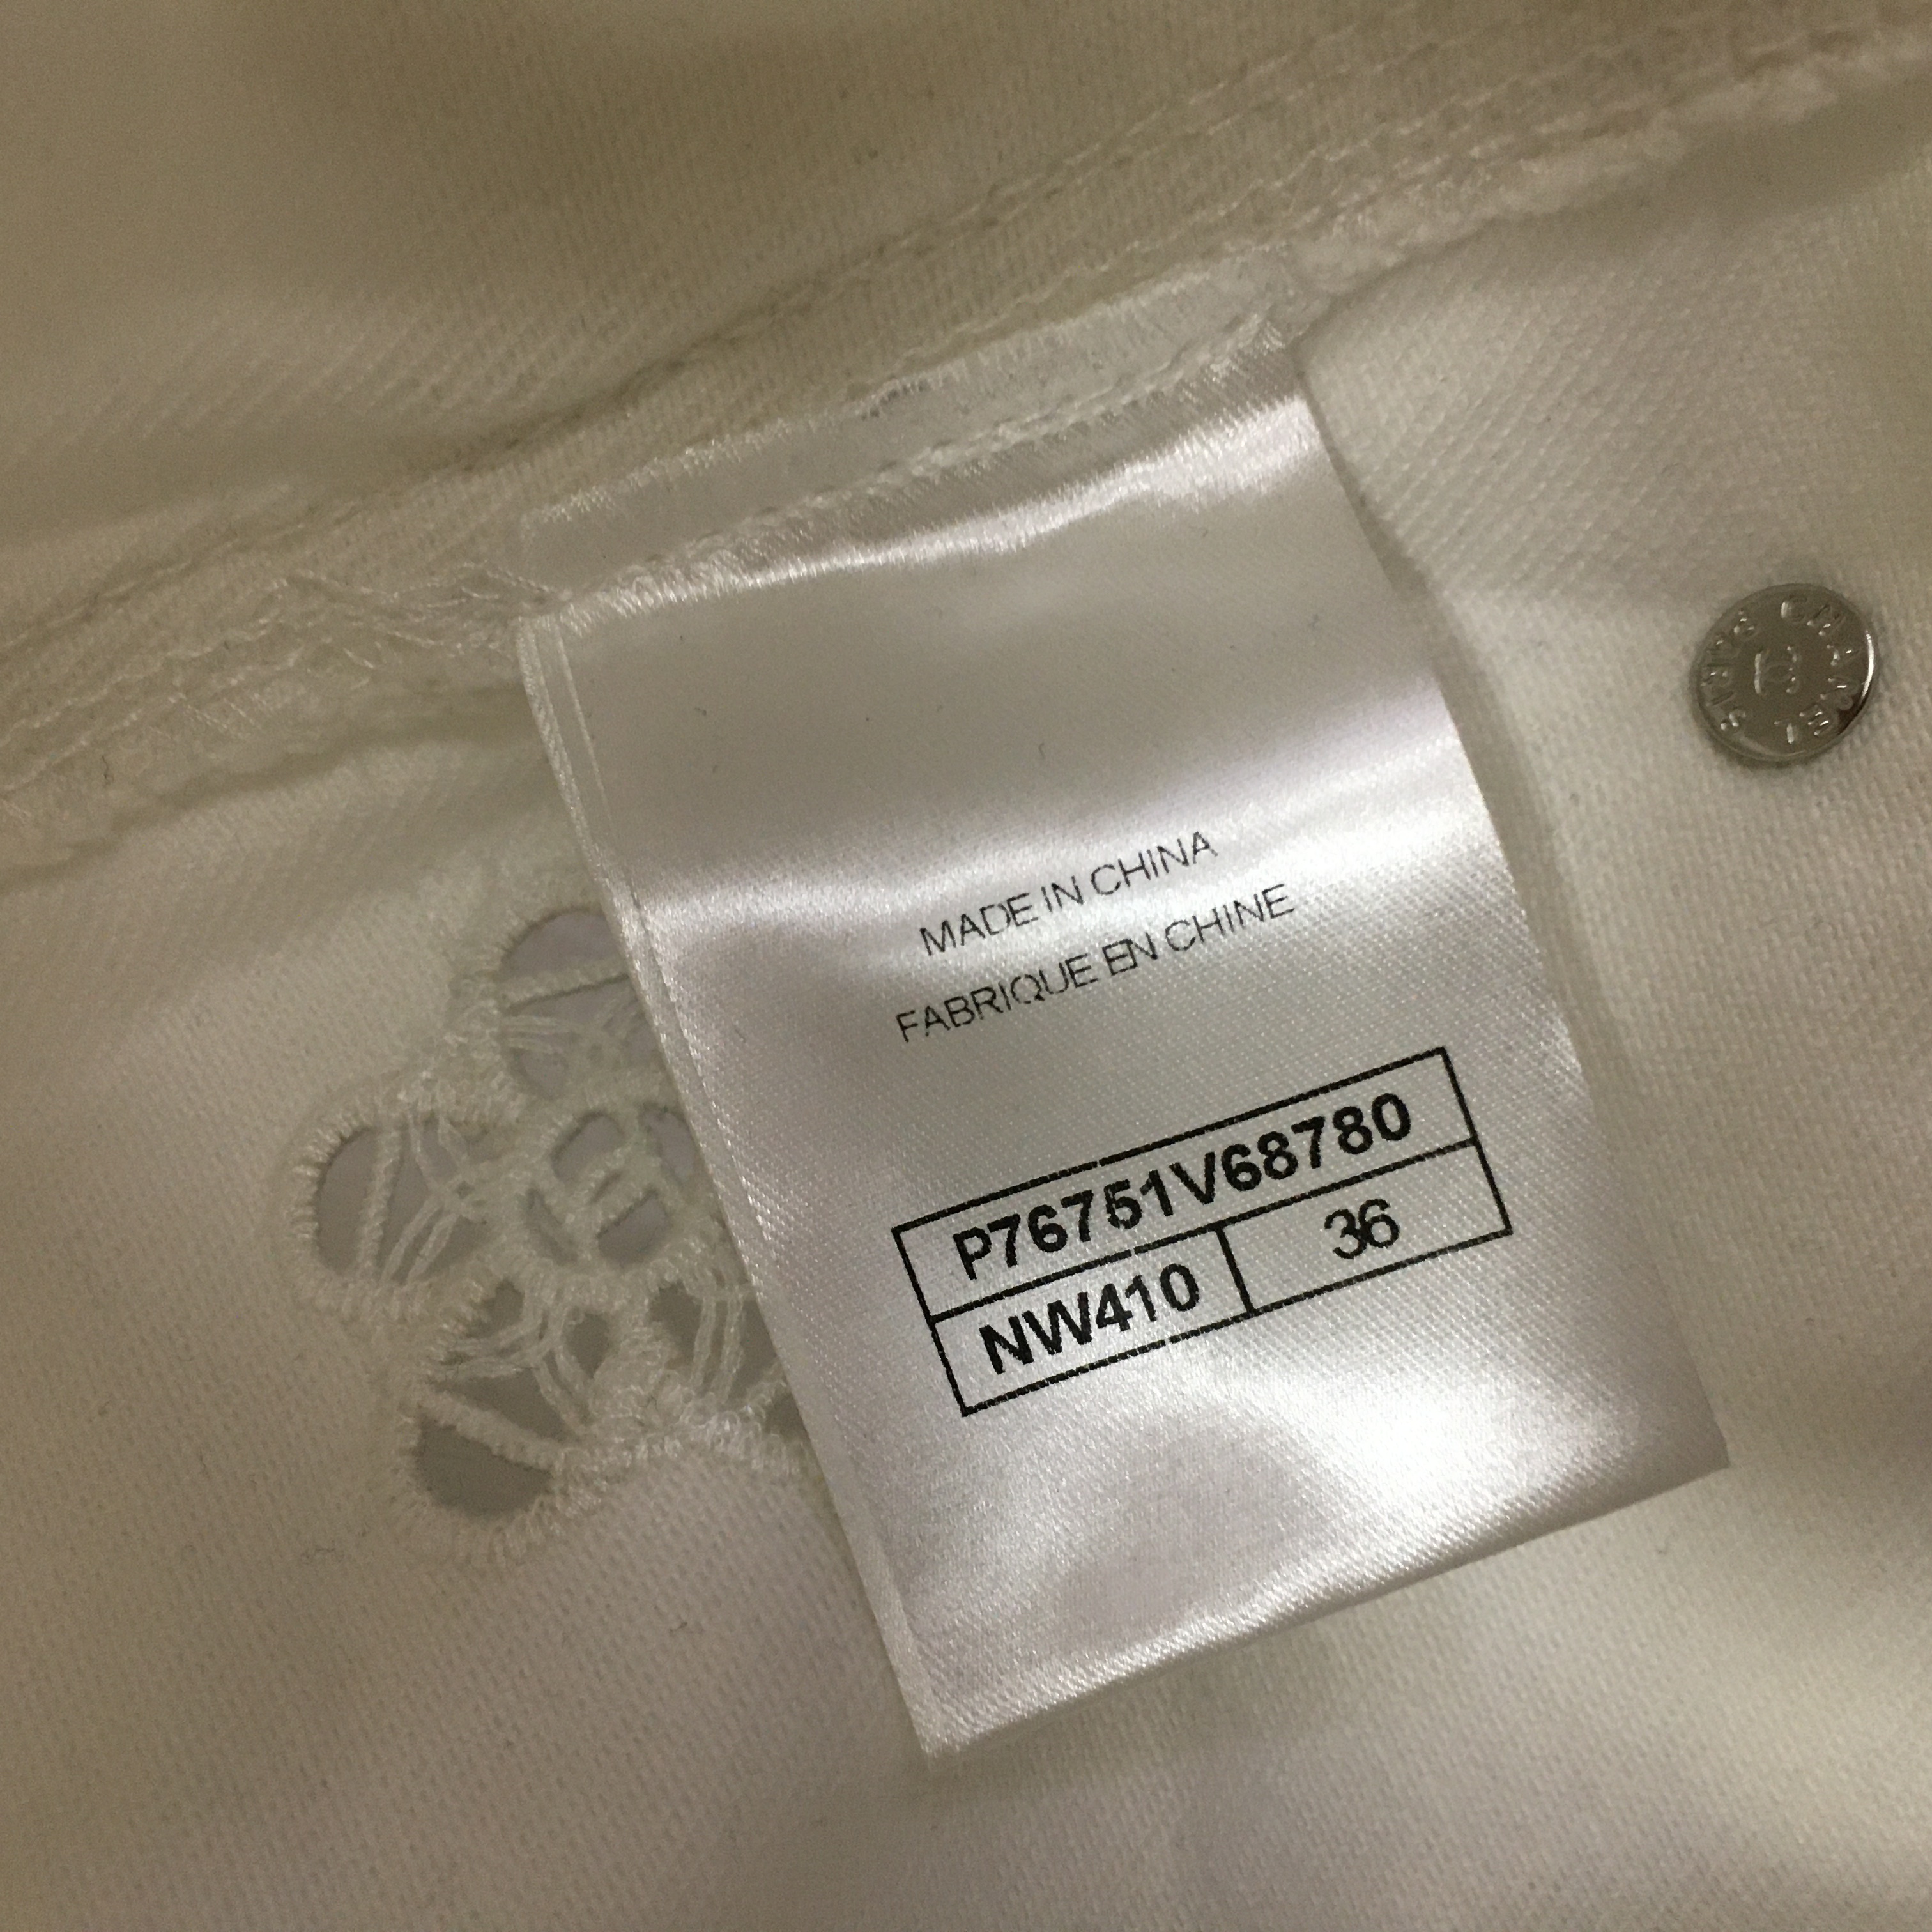 MADE IN CHINA
FABRIQUE EN CHINE
P76751V68780
NW410
36
CHANEL
PARIS